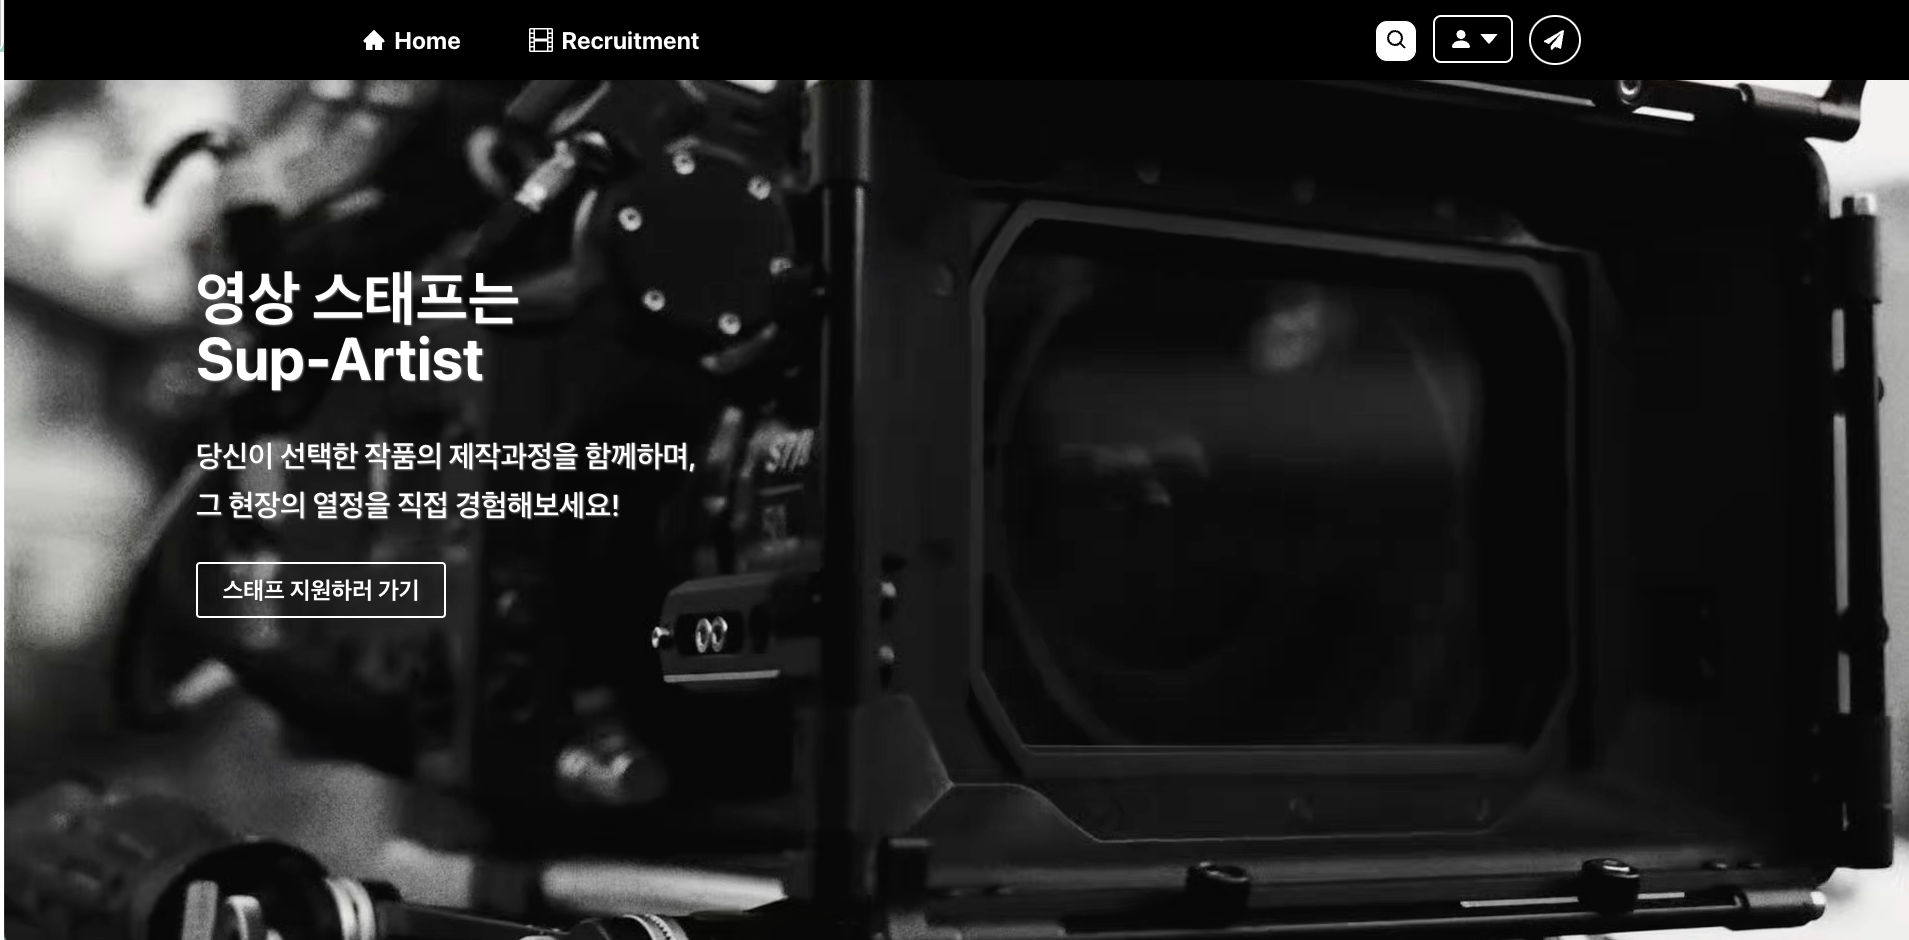 Home
Recruitment
영상 스태프는
Sup-Artist
당신이 선택한 작품의 제작과정을 함께하며,
그 현장의 열정을 직접 경험해보세요!
스태프 지원하러 가기